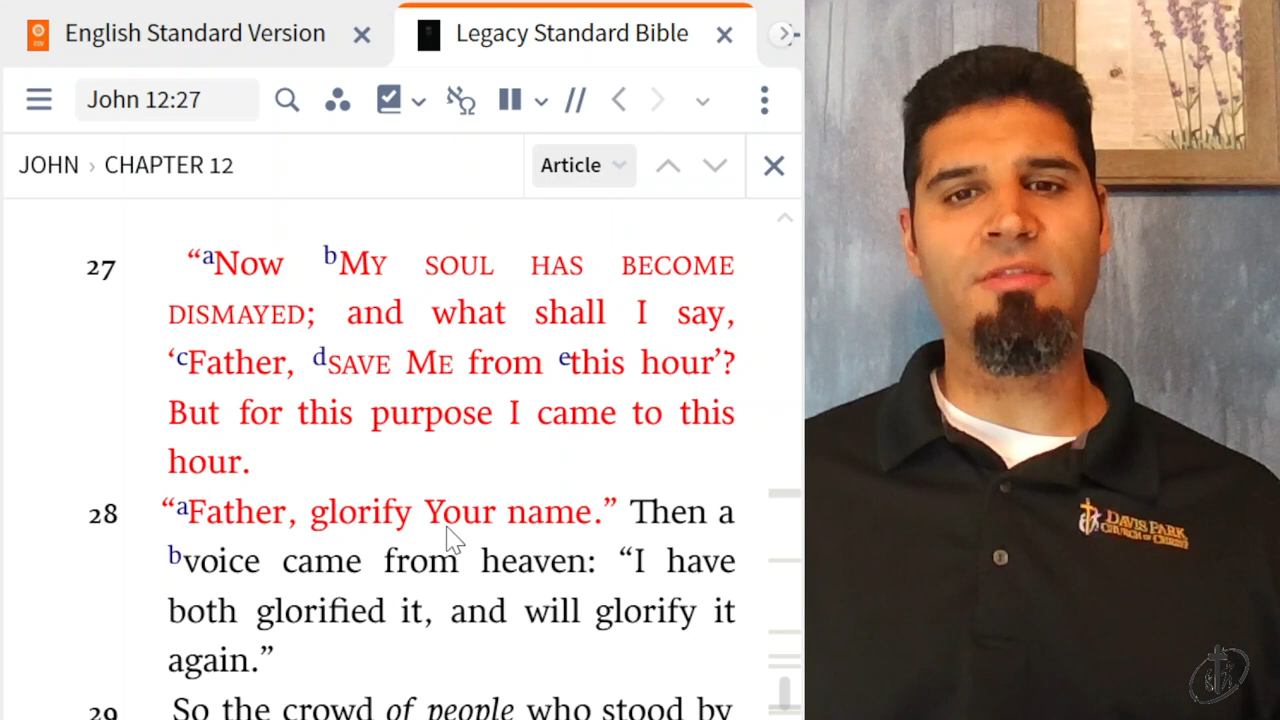 English Standard Version
Legacy Standard Bible
John 12:27
JOHN › CHAPTER 12
Article
27 “aNow bMY SOUL HAS BECOME
DISMAYED; and what shall I say,
‘cFather, dSAVE ME from ethis hour’?
But for this purpose I came to this
hour.
28 “aFather, glorify Your name.” Then a
bvoice came from heaven: “I have
both glorified it, and will glorify it
again.”
29 So the crowd of people who stood by
DAVIS PARK
CHURCH OF CHRIST